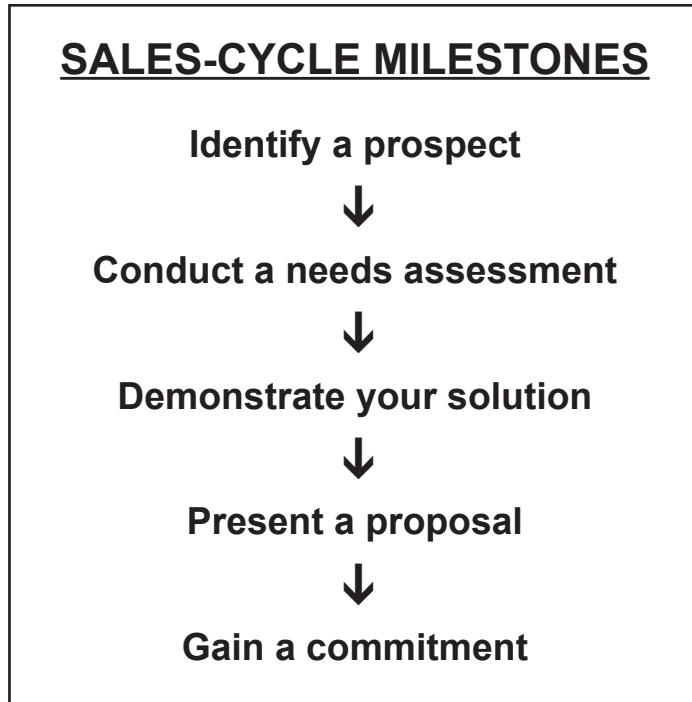 SALES-CYCLE MILESTONES
Identify a prospect
↓
Conduct a needs assessment
↓
Demonstrate your solution
↓
Present a proposal
↓
Gain a commitment